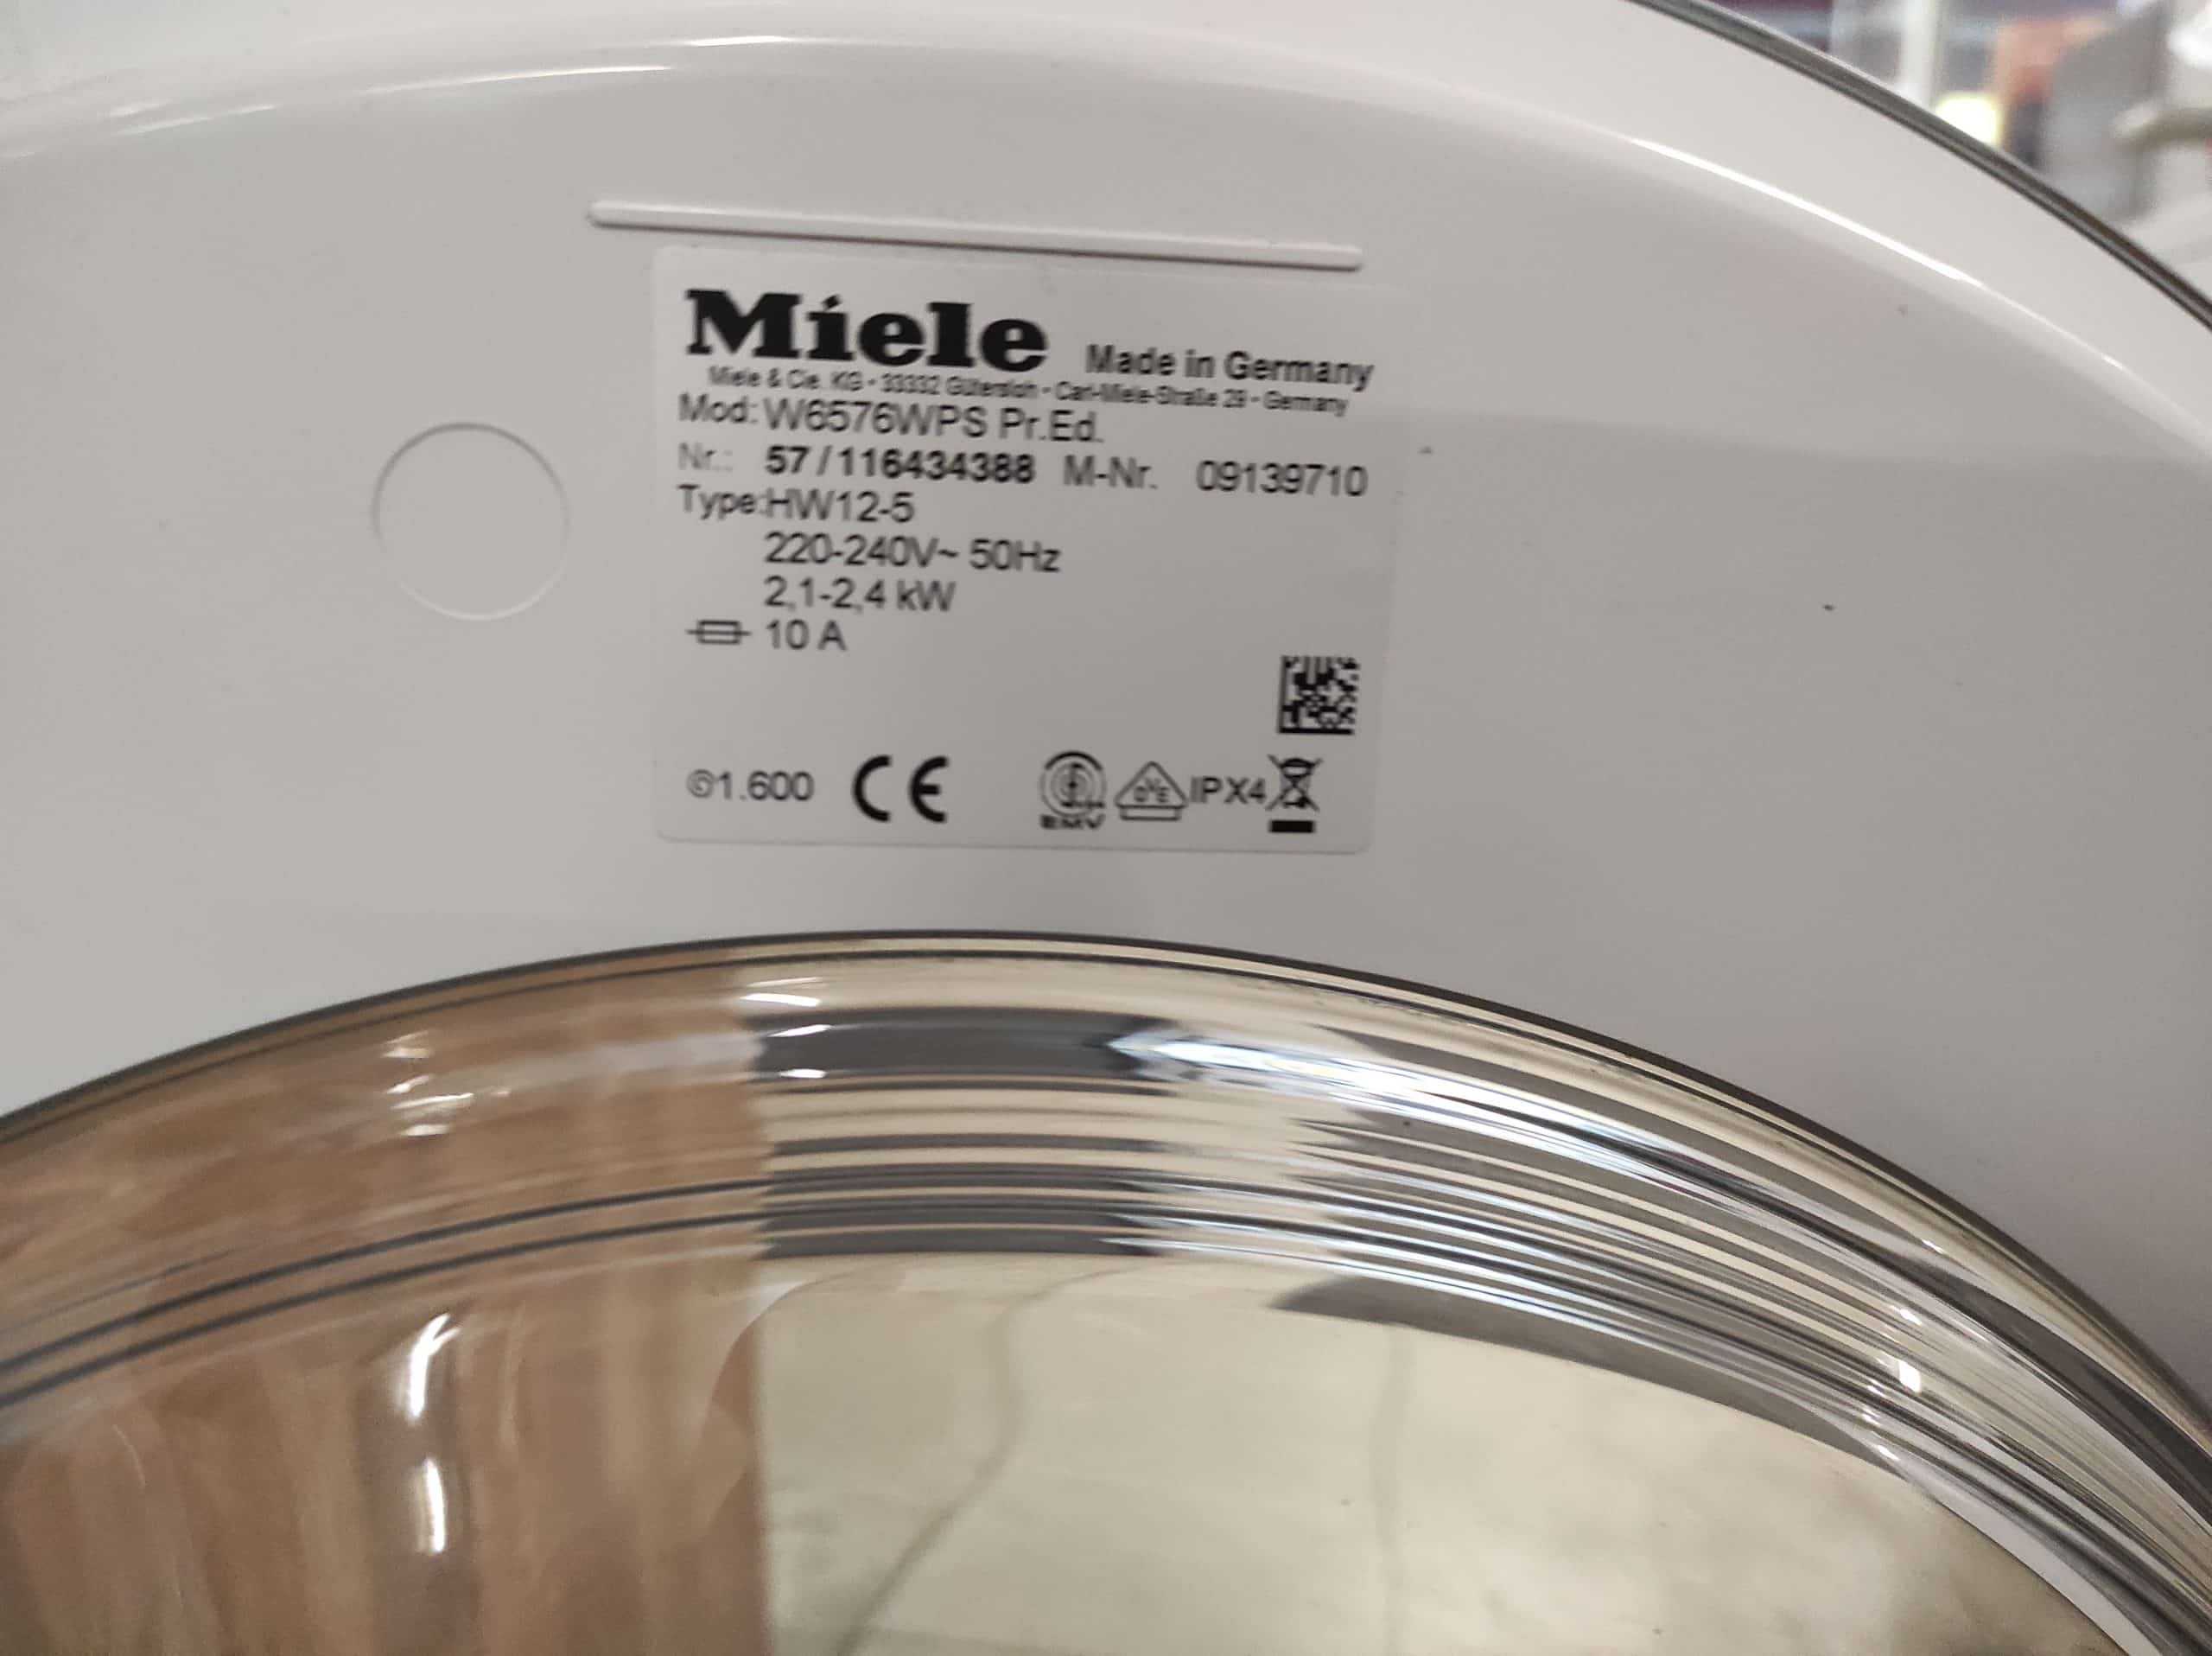 Miele Made in Germany
Miele & Cie. KG · 33332 Gütersloh · Carl-Miele-Straße 29 · Germany
Mod: W6576WPS Pr.Ed.
Nr.: 57/116434388 M-Nr. 09139710
Type: HW12-5
220-240V~ 50Hz
2,1-2,4 kW
10 A
1.600 CE EMV DVE IPX4